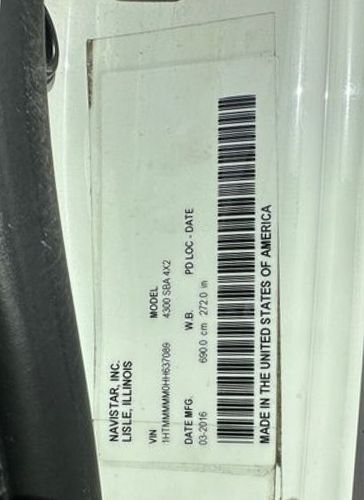 NAVISTAR, INC.
LISLE, ILLINOIS
VIN MODEL
1HTMMMMM0HH637089 4300 SBA 4X2
DATE MFG. W.B. PD LOC - DATE
03-2016 690.0 cm 272.0 in
MADE IN THE UNITED STATES OF AMERICA